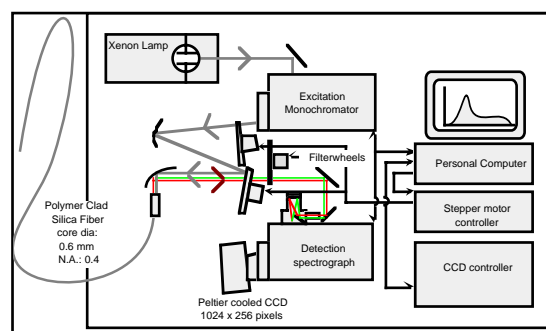 Xenon Lamp
Excitation
Monochromator
Filterwheels
Personal Computer
Polymer Clad
Silica Fiber
core dia:
0.6 mm
N.A.: 0.4
Stepper motor
controller
Detection
spectrograph
CCD controller
Peltier cooled CCD
1024 x 256 pixels